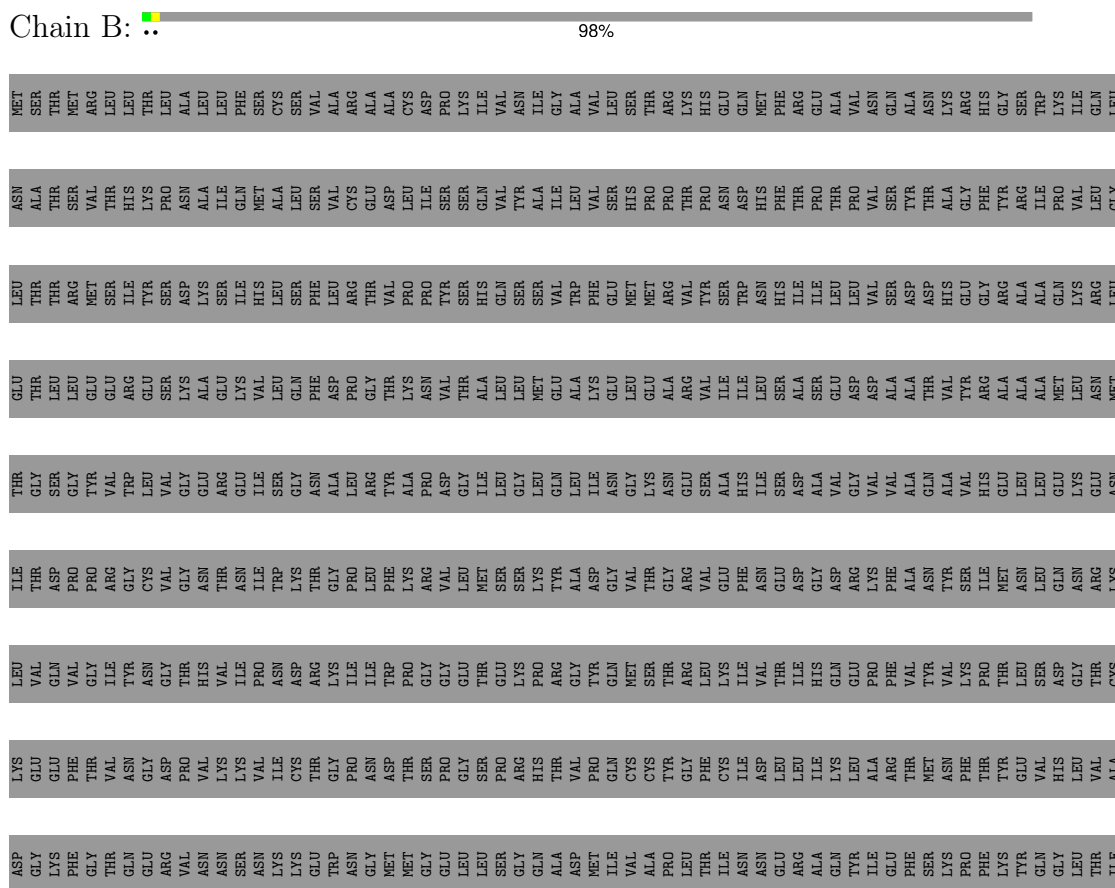 Chain B:
98%
MET SER THR MET ARG LEU LEU THR LEU ALA LEU LEU PHE SER CYS SER VAL ALA ARG ALA ALA CYS ASP PRO LYS ILE VAL ASN ILE GLY ALA VAL LEU SER THR ARG LYS HIS GLU GLN MET PHE ARG GLU ALA VAL ASN GLN ALA ASN LYS ARG HIS GLY SER TRP LYS ILE GLN LEU
ASN ALA THR SER VAL THR HIS LYS PRO ASN ALA ILE GLN MET ALA LEU SER VAL CYS GLU ASP LEU ILE SER SER GLN VAL TYR ALA ILE LEU VAL SER HIS PRO PRO THR PRO ASN ASP HIS PHE THR PRO THR PRO VAL SER TYR THR ALA GLY PHE TYR ARG ILE PRO VAL LEU GLY
LEU THR THR ARG MET SER ILE TYR SER ASP LYS SER ILE HIS LEU SER PHE LEU ARG THR VAL PRO PRO TYR SER HIS GLN SER SER VAL TRP PHE GLU MET MET ARG VAL TYR SER TRP ASN HIS ILE ILE LEU LEU VAL SER ASP ASP HIS GLU GLY ARG ALA ALA GLN LYS ARG LEU
GLU THR LEU LEU GLU GLU ARG GLU SER LYS ALA GLU LYS VAL LEU GLN PHE ASP PRO GLY THR LYS ASN VAL THR ALA LEU LEU MET GLU ALA LYS GLU LEU GLU ALA ARG VAL ILE ILE LEU SER ALA SER GLU ASP ASP ALA ALA THR VAL TYR ARG ALA ALA ALA MET LEU ASN MET
THR GLY SER GLY TYR VAL TRP LEU VAL GLY GLU ARG GLU ILE SER GLY ASN ALA LEU ARG TYR ALA PRO ASP GLY ILE LEU GLY LEU GLN LEU ILE ASN GLY LYS ASN GLU SER ALA HIS ILE SER ASP ALA VAL GLY VAL VAL ALA GLN ALA VAL HIS GLU LEU LEU GLU LYS GLU ASN
ILE THR ASP PRO PRO ARG GLY CYS VAL GLY ASN THR ASN ILE TRP LYS THR GLY PRO LEU PHE LYS ARG VAL LEU MET SER SER LYS TYR ALA ASP GLY VAL THR GLY ARG VAL GLU PHE ASN GLU ASP GLY ASP ARG LYS PHE ALA ASN TYR SER ILE MET ASN LEU GLN ASN ARG LYS
LEU VAL GLN VAL GLY ILE TYR ASN GLY THR HIS VAL ILE PRO ASN ASP ARG LYS ILE ILE TRP PRO GLY GLY GLU THR GLU LYS PRO ARG GLY TYR GLN MET SER THR ARG LEU LYS ILE VAL THR ILE HIS GLN GLU PRO PHE VAL TYR VAL LYS PRO THR LEU SER ASP GLY THR CYS
LYS GLU GLU PHE THR VAL ASN GLY ASP PRO VAL LYS LYS VAL ILE CYS THR GLY PRO ASN ASP THR SER PRO GLY SER PRO ARG HIS THR VAL PRO GLN CYS CYS TYR GLY PHE CYS ILE ASP LEU LEU ILE LYS LEU ALA ARG THR MET ASN PHE THR TYR GLU VAL HIS LEU VAL ALA
ASP GLY LYS PHE GLY THR GLN GLU ARG VAL ASN ASN SER ASN LYS LYS GLU TRP ASN GLY MET MET GLY GLU LEU LEU SER GLY GLN ALA ASP MET ILE VAL ALA PRO LEU THR ILE ASN ASN GLU ARG ALA GLN TYR ILE GLU PHE SER LYS PRO PHE LYS TYR GLN GLY LEU THR ILE